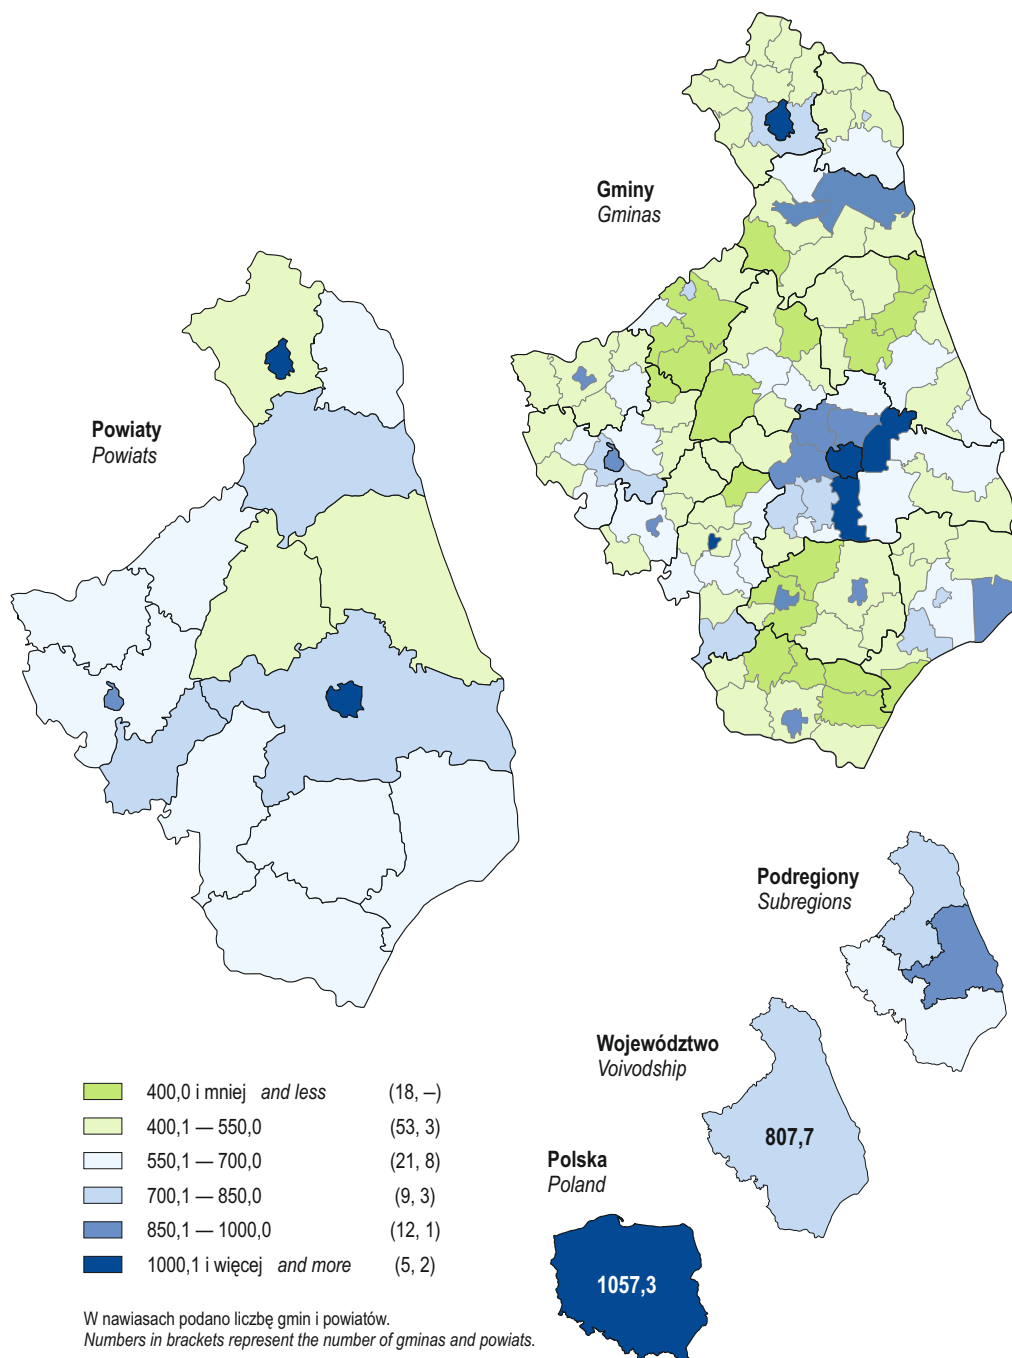 Gminy
Gminas
Powiaty
Powiats
Podregiony
Subregions
Województwo
Voivodship
807,7
Polska
Poland
1057,3
400,0 i mniej and less (18, –)
400,1 — 550,0 (53, 3)
550,1 — 700,0 (21, 8)
700,1 — 850,0 (9, 3)
850,1 — 1000,0 (12, 1)
1000,1 i więcej and more (5, 2)
W nawiasach podano liczbę gmin i powiatów.
Numbers in brackets represent the number of gminas and powiats.